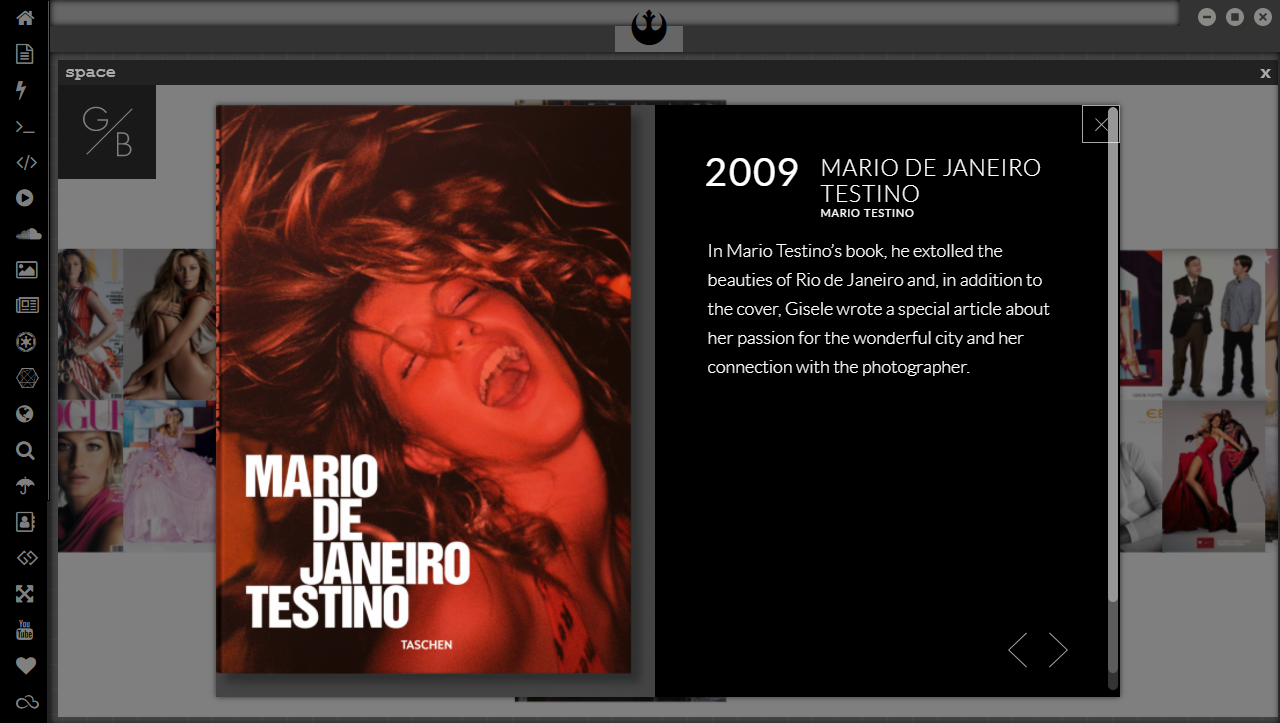 space
x
G/B
2009
MARIO DE JANEIRO
TESTINO
MARIO TESTINO
In Mario Testino’s book, he extolled the
beauties of Rio de Janeiro and, in addition to
the cover, Gisele wrote a special article about
her passion for the wonderful city and her
connection with the photographer.
MARIO
DE
JANEIRO
TESTINO
TASCHEN
You
Tube